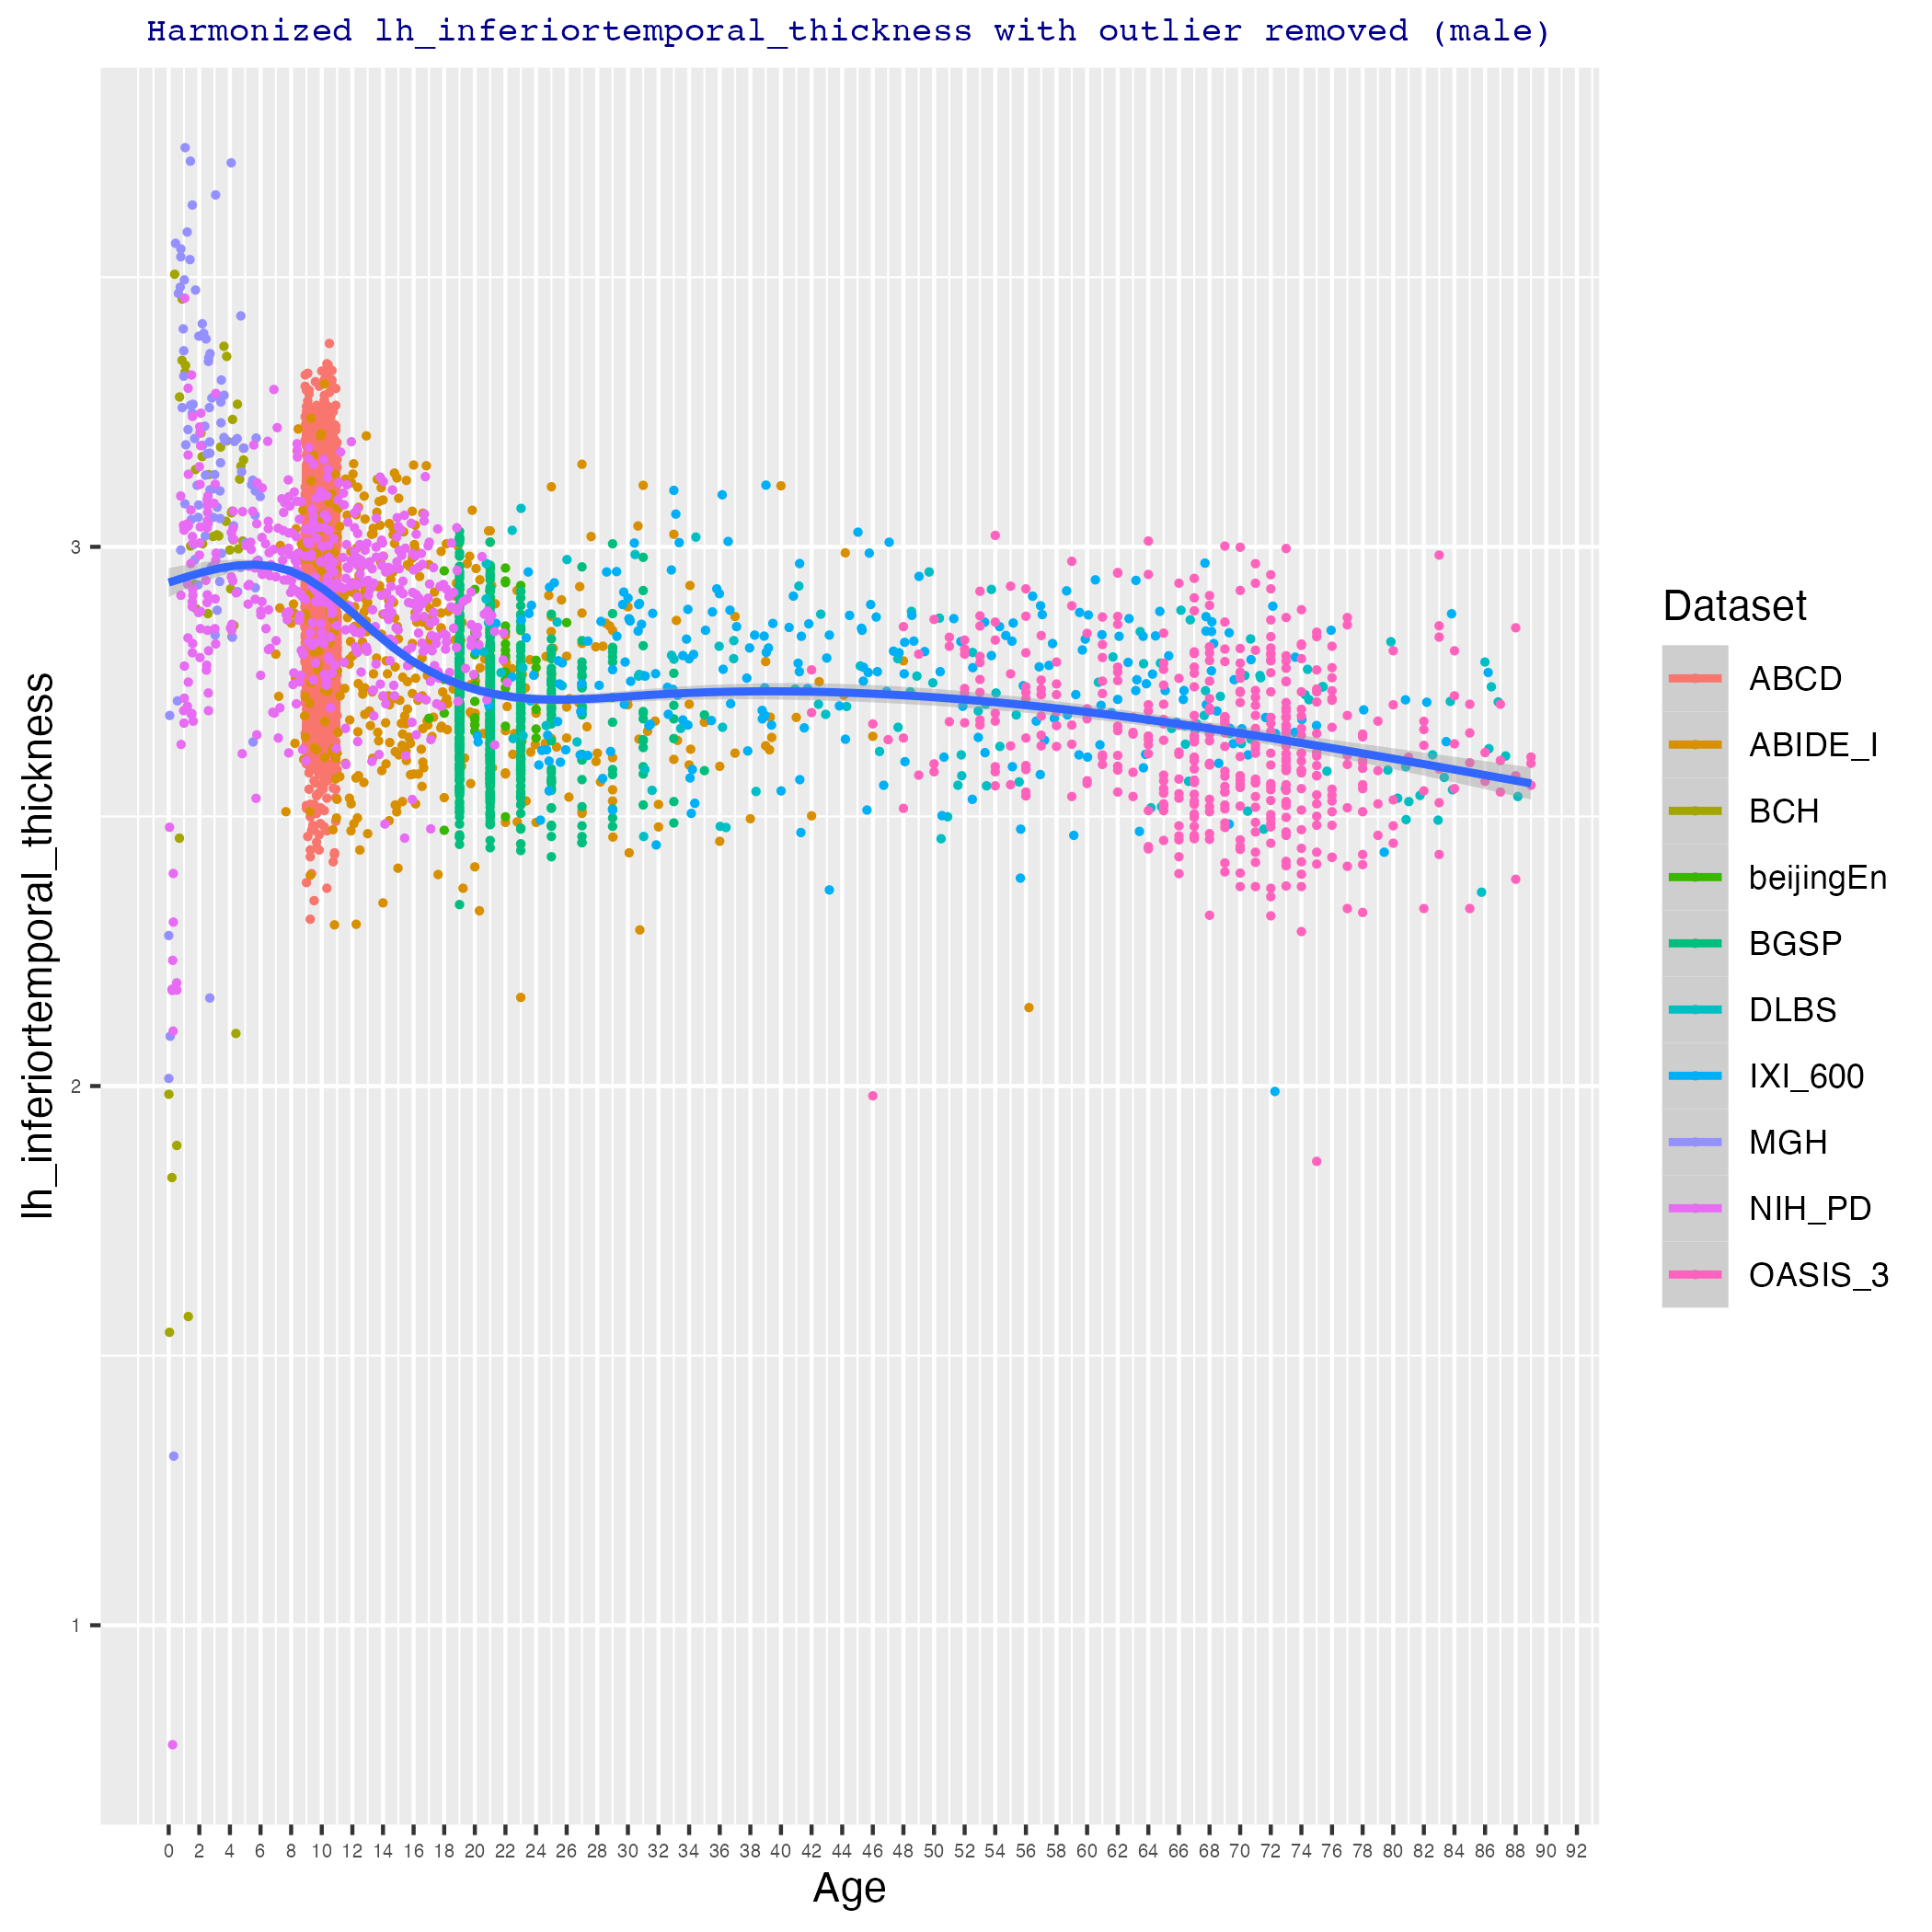 Harmonized lh_inferiortemporal_thickness with outlier removed (male)
lh_inferiortemporal_thickness
3
2
1
0 2 4 6 8 10 12 14 16 18 20 22 24 26 28 30 32 34 36 38 40 42 44 46 48 50 52 54 56 58 60 62 64 66 68 70 72 74 76 78 80 82 84 86 88 90 92
Age
Dataset
ABCD
ABIDE_I
BCH
beijingEn
BGSP
DLBS
IXI_600
MGH
NIH_PD
OASIS_3